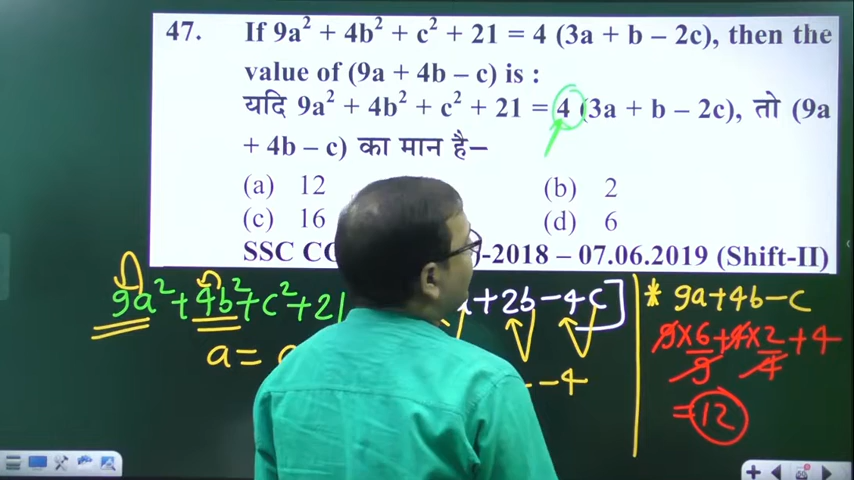 47. If 9a² + 4b² + c² + 21 = 4 (3a + b – 2c), then the
value of (9a + 4b – c) is :
यदि 9a² + 4b² + c² + 21 = 4 (3a + b – 2c), तो (9a
+ 4b – c) का मान है–
(a) 12 (b) 2
(c) 16 (d) 6
SSC -2018 – 07.06.2019 (Shift-II)
9a² + 4b² + c² + 21 + 2b – 4c] * 9a + 4b – c
a = – 4 9×6/9 + 4×2/4 + 4
= 12